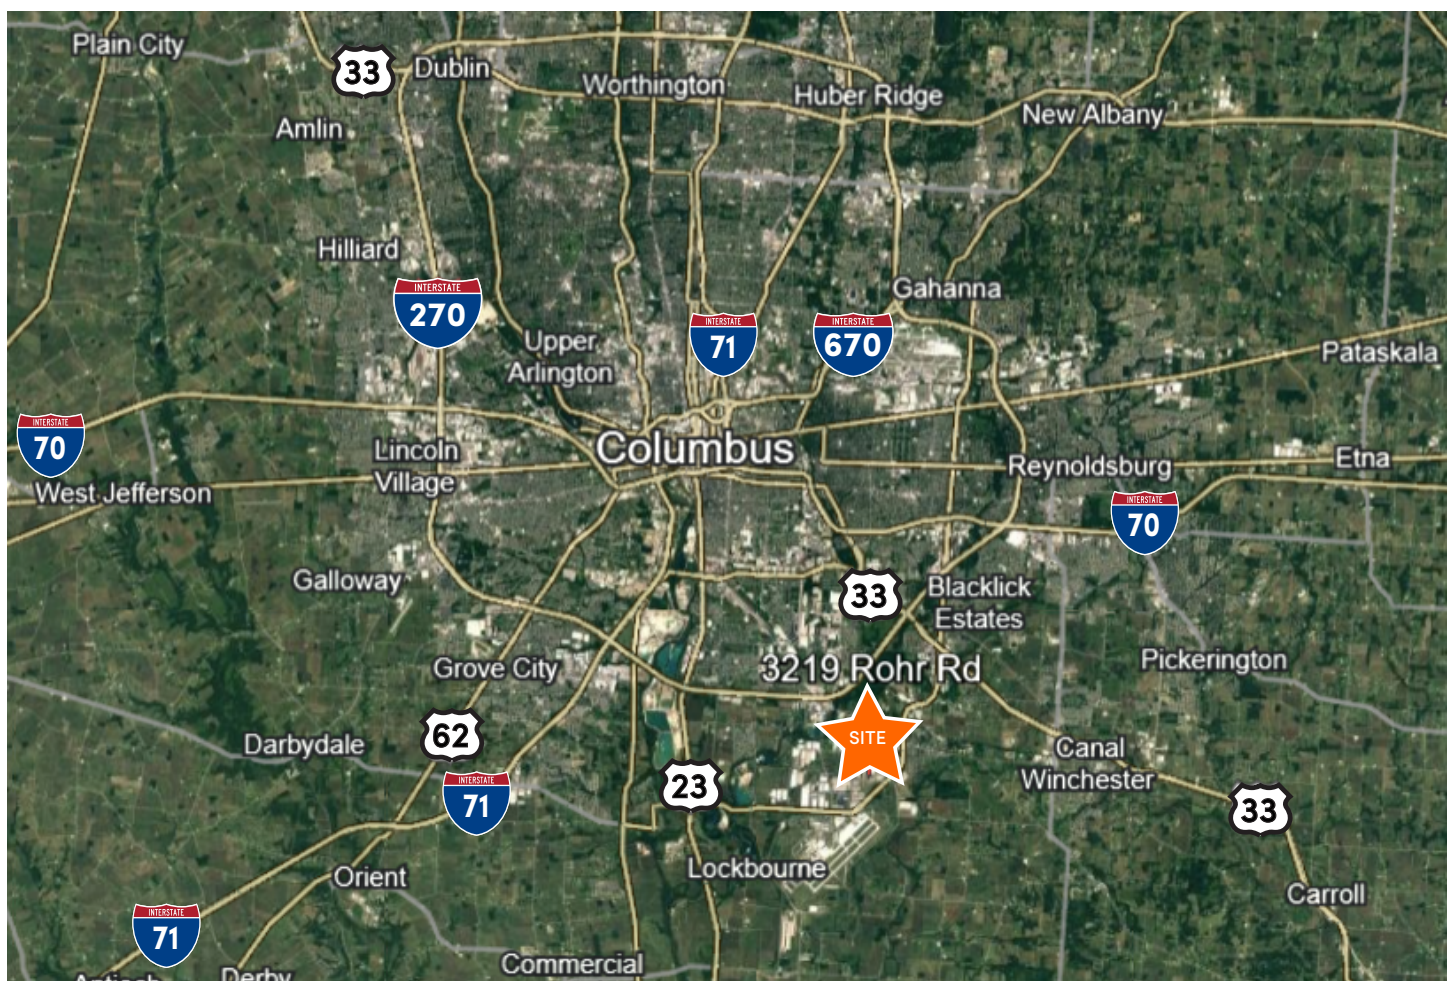 Plain City
33
Dublin
Worthington
Huber Ridge
New Albany
Amlin
Hilliard
INTERSTATE
270
Gahanna
Upper
Arlington
INTERSTATE
71
INTERSTATE
670
Pataskala
INTERSTATE
70
Lincoln
Village
Columbus
Reynoldsburg
Etna
West Jefferson
INTERSTATE
70
Galloway
33
Blacklick
Estates
Grove City
3219 Rohr Rd
Pickerington
62
Darbydale
SITE
Canal
Winchester
INTERSTATE
71
23
33
Orient
Lockbourne
Carroll
INTERSTATE
71
Commercial
Derby